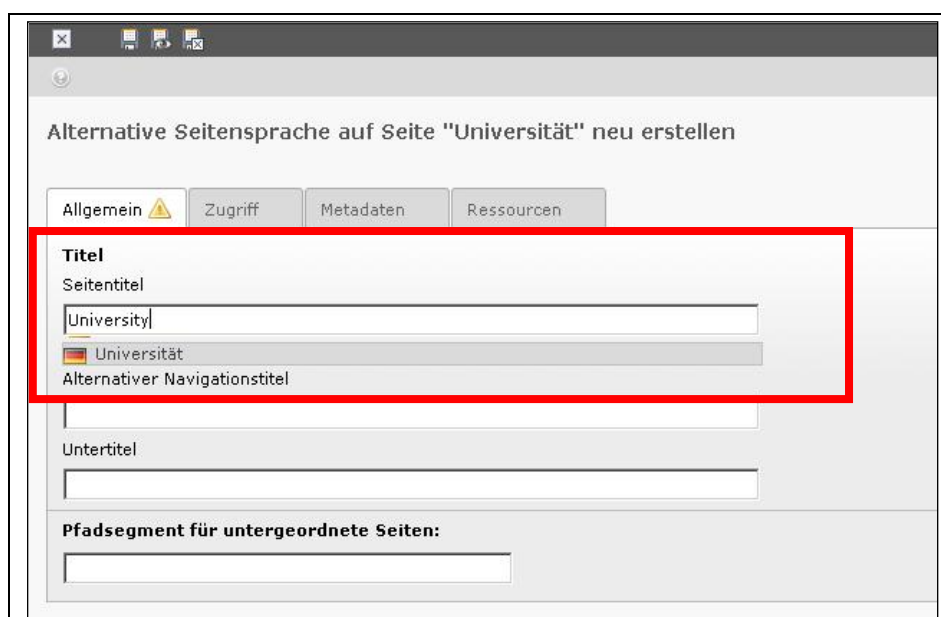 Alternative Seitensprache auf Seite "Universität" neu erstellen
Allgemein Zugriff Metadaten Ressourcen
Titel
Seitentitel
University
Universität
Alternativer Navigationstitel
Untertitel
Pfadsegment für untergeordnete Seiten: